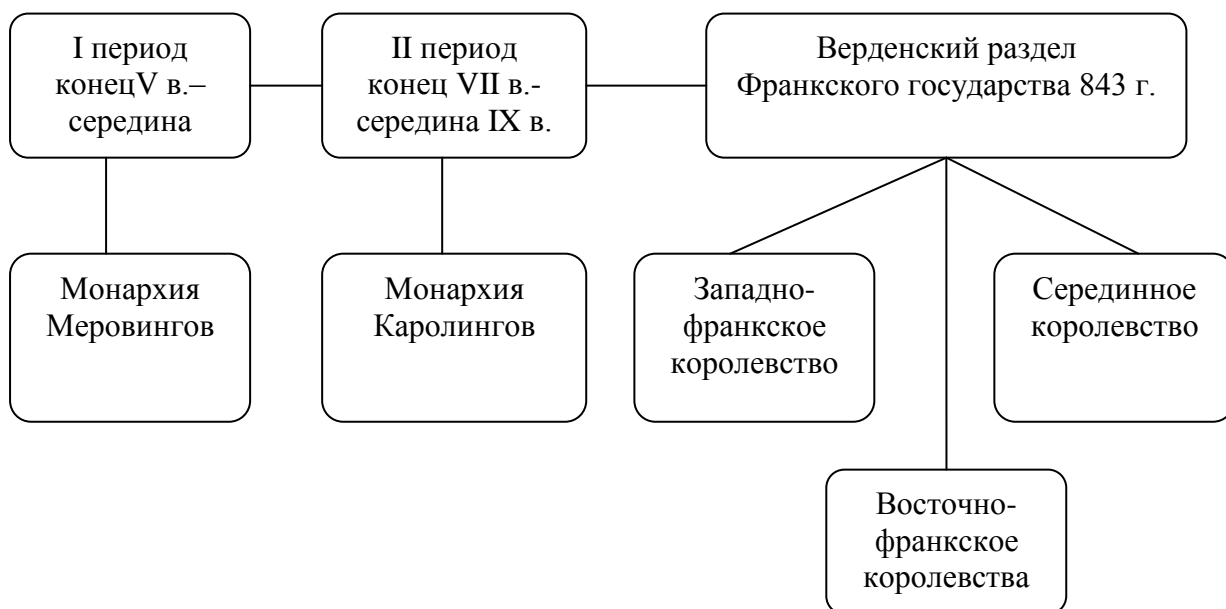 I период
конецV в.–
середина
II период
конец VII в.-
середина IX в.
Верденский раздел
Франкского государства 843 г.
Монархия
Меровингов
Монархия
Каролингов
Западно-
франкское
королевство
Серединное
королевство
Восточно-
франкское
королевства